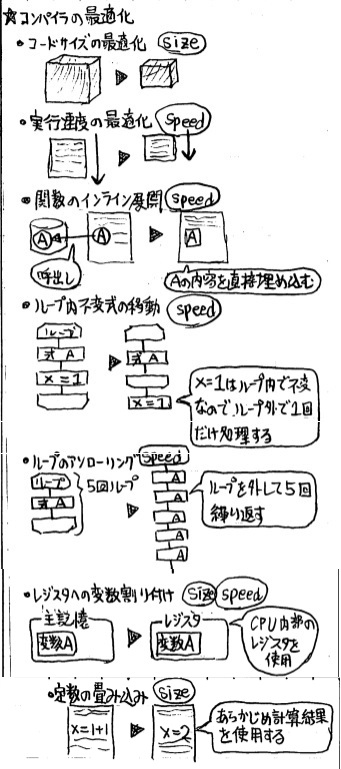 ☆コンパイラの最適化
・コードサイズの最適化 size
・実行速度の最適化 speed
・関数のインライン展開 speed
A A A
呼出し
Aの内容を直接埋め込む
・ループ内不変式の移動 speed
ループ
式 A 式 A
x=1
x=1
x=1はループ内で不変
なのでループ外で1回
だけ処理する
・ループのアンローリング speed
ループ 5回ループ
式 A
A
A
A
A
A
ループを外して5回
繰り返す
・レジスタへの変数割り付け size speed
主記憶 レジスタ
変数A 変数A
CPU内部の
レジスタを
使用
・定数の畳み込み size
x=1+1 x=2
あらかじめ計算結果
を使用する